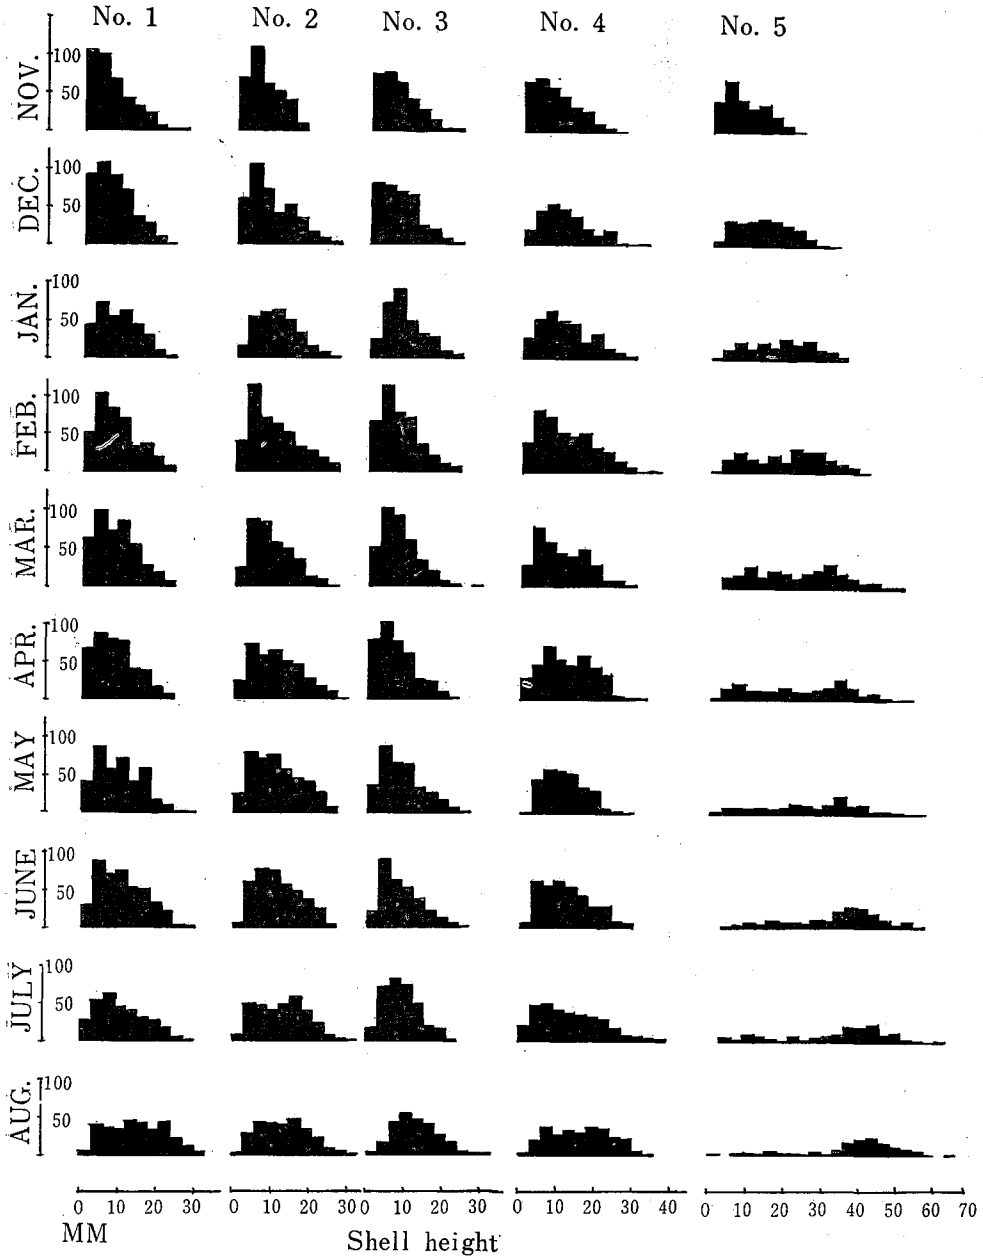 No. 1 No. 2 No. 3 No. 4 No. 5
NOV. 100
50
DEC. 100
50
JAN. 100
50
FEB. 100
50
MAR. 100
50
APR. 100
50
MAY 100
50
JUNE 100
50
JULY 100
50
AUG. 100
50
0 10 20 30 0 10 20 30 0 10 20 30 0 10 20 30 40 0 10 20 30 40 50 60 70
MM Shell height